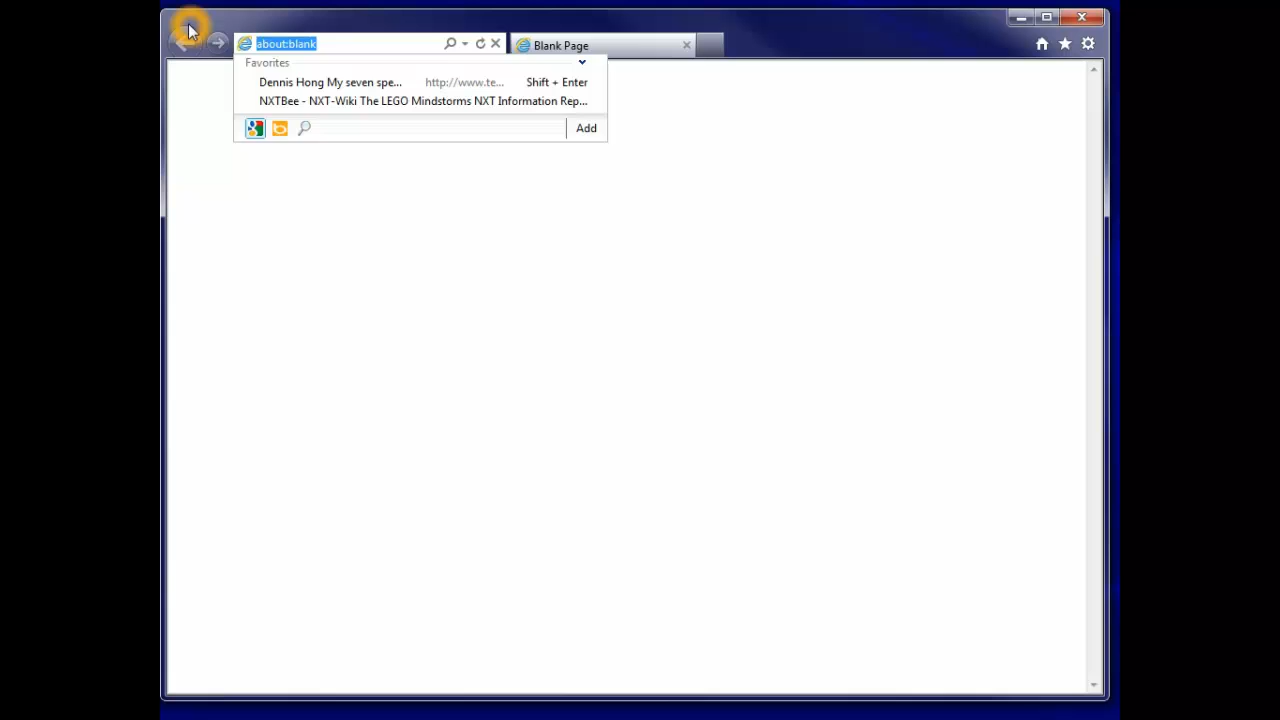 about:blank
Blank Page
Favorites
Dennis Hong My seven spe... http://www.te... Shift + Enter
NXTBee - NXT-Wiki The LEGO Mindstorms NXT Information Rep...
Add